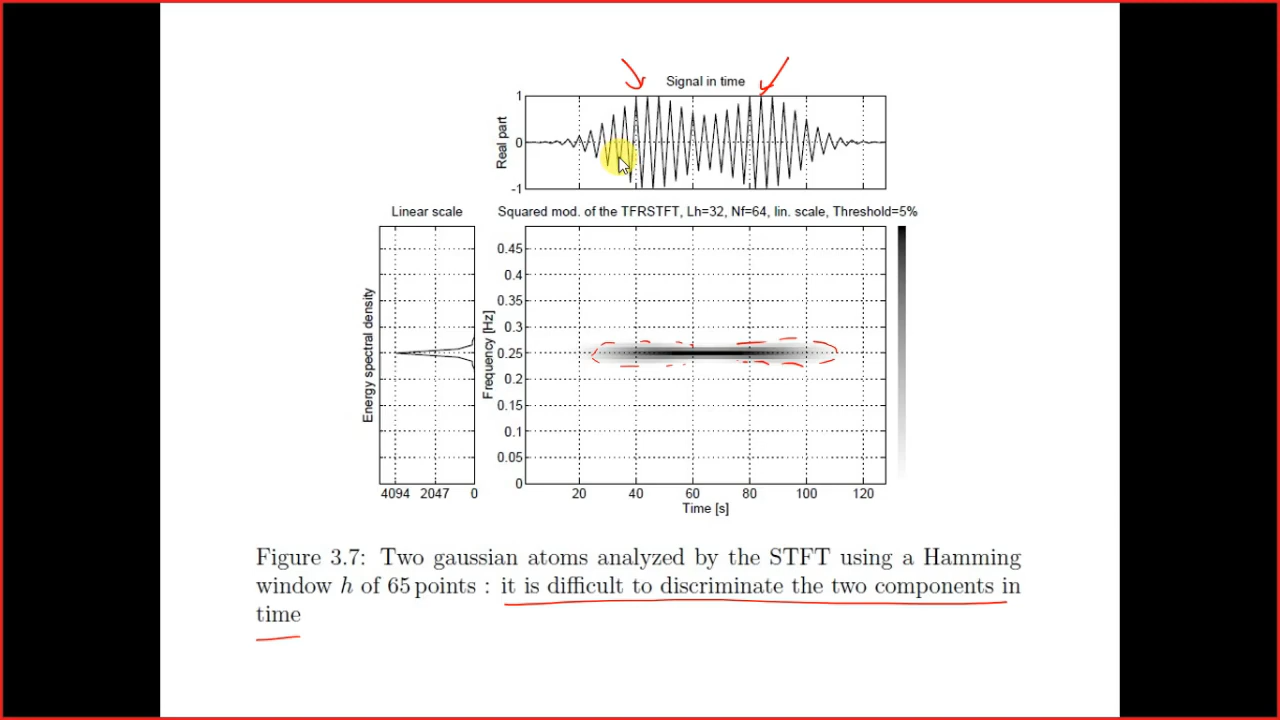 Signal in time
1
0
-1
Real part
Linear scale
Squared mod. of the TFRSTFT, Lh=32, Nf=64, lin. scale, Threshold=5%
Energy spectral density
4094 2047 0
Frequency [Hz]
0.45
0.4
0.35
0.3
0.25
0.2
0.15
0.1
0.05
0
20 40 60 80 100 120
Time [s]
Figure 3.7: Two gaussian atoms analyzed by the STFT using a Hamming
window h of 65 points : it is difficult to discriminate the two components in
time